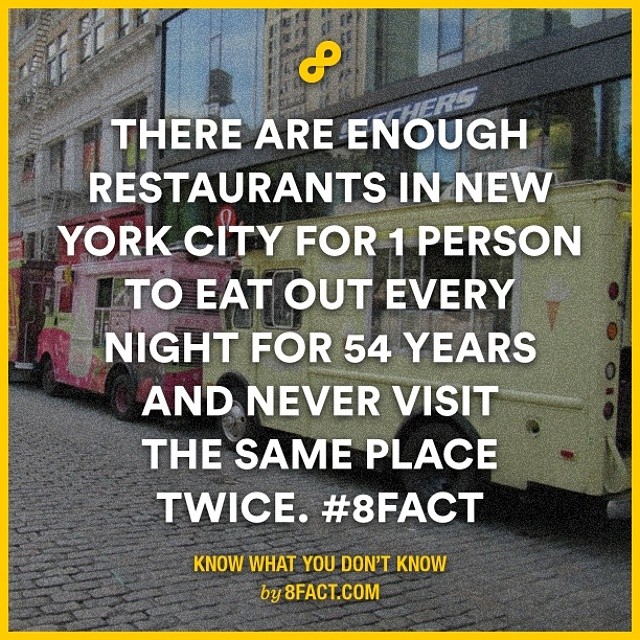 SKECHERS
THERE ARE ENOUGH
RESTAURANTS IN NEW
YORK CITY FOR 1 PERSON
TO EAT OUT EVERY
NIGHT FOR 54 YEARS
AND NEVER VISIT
THE SAME PLACE
TWICE. #8FACT
KNOW WHAT YOU DON'T KNOW
by 8FACT.COM